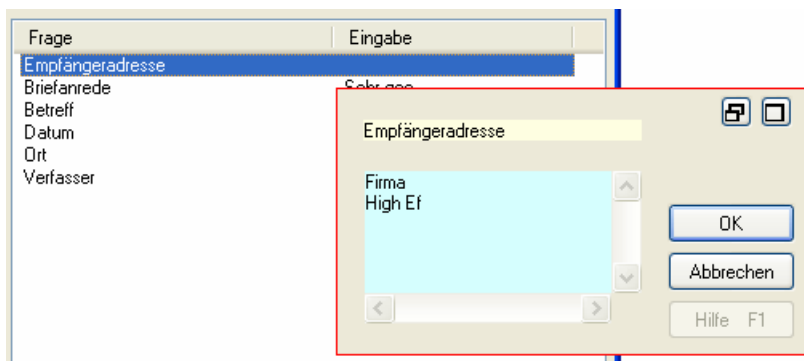 Frage Eingabe
Empfängeradresse
Briefanrede
Betreff
Datum
Ort
Verfasser
Empfängeradresse
Firma
High Ef
OK
Abbrechen
Hilfe F1